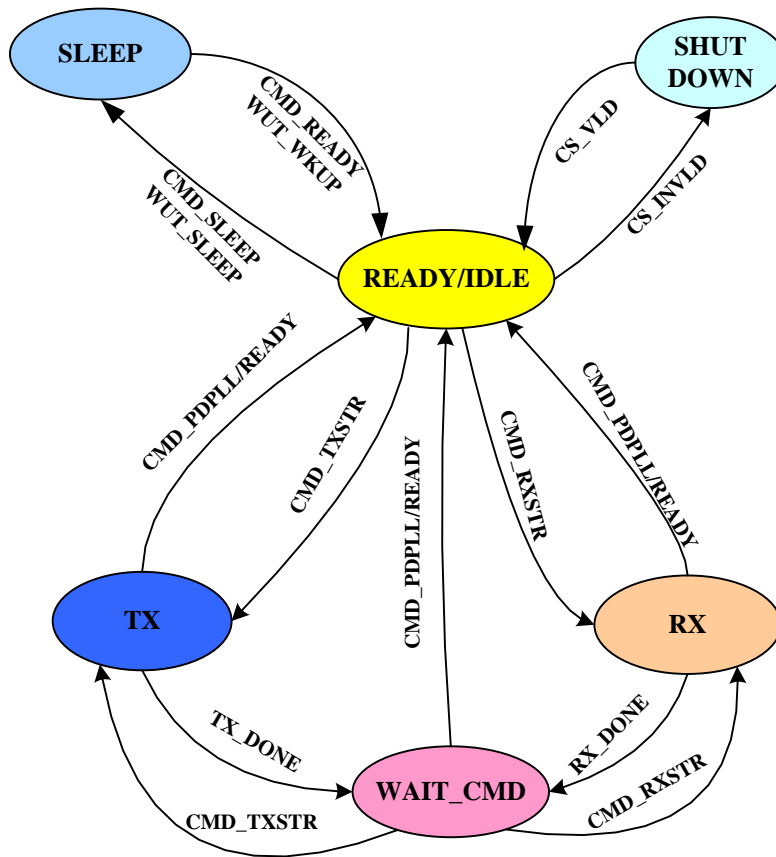 SLEEP
SHUT
DOWN
CMD_READY
WUT_WKUP
CS_VLD
CMD_SLEEP
WUT_SLEEP
CS_INVLD
READY/IDLE
CMD_PDPLL/READY
CMD_TXSTR
CMD_PDPLL/READY
CMD_RXSTR
CMD_PDPLL/READY
TX
RX
TX_DONE
RX_DONE
WAIT_CMD
CMD_TXSTR
CMD_RXSTR